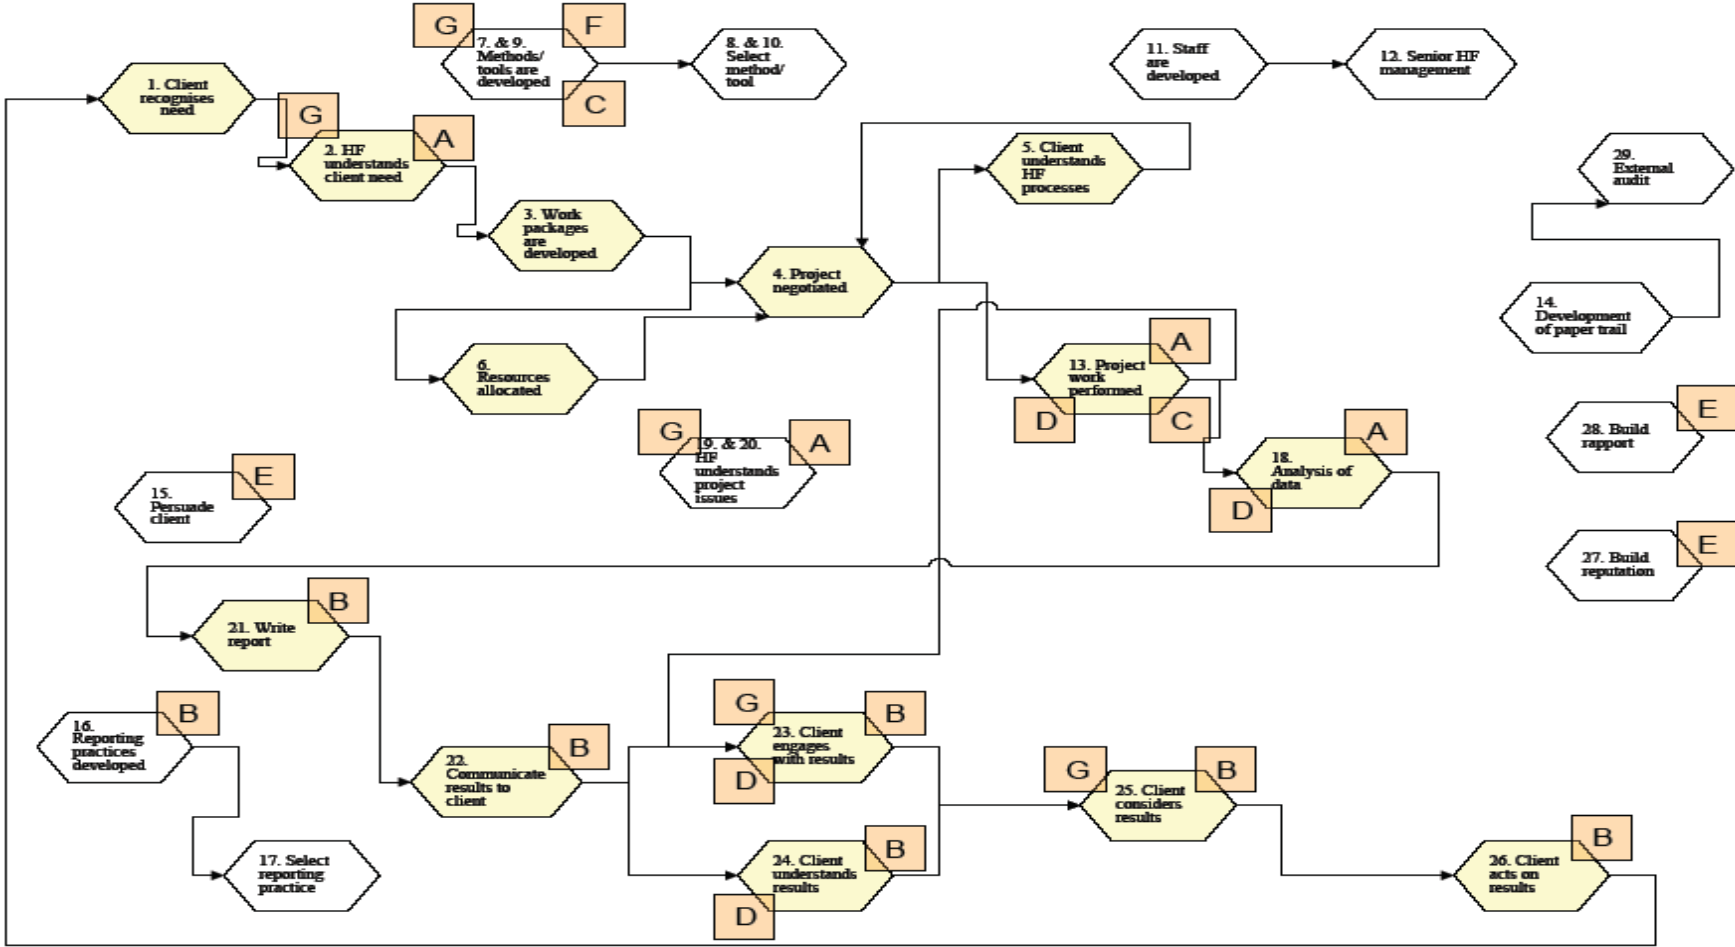 G
F
7. & 9.
Methods/
tools are
developed
C
8. & 10.
Select
method/
tool
11. Staff
are
developed
12. Senior HF
management
1. Client
recognises
need
G
A
2. HF
understands
client need
5. Client
understands
HF
processes
29.
External
audit
3. Work
packages
are
developed
4. Project
negotiated
14.
Development
of paper trail
6.
Resources
allocated
A
13. Project
work
performed
D
C
G
A
19. & 20.
HF
understands
project
issues
A
18.
Analysis of
data
D
E
28. Build
rapport
E
15.
Persuade
client
E
27. Build
reputation
B
21. Write
report
B
16.
Reporting
practices
developed
B
22.
Communicate
results to
client
G
B
23. Client
engages
with results
D
G
B
25. Client
considers
results
17. Select
reporting
practice
B
24. Client
understands
results
D
B
26. Client
acts on
results